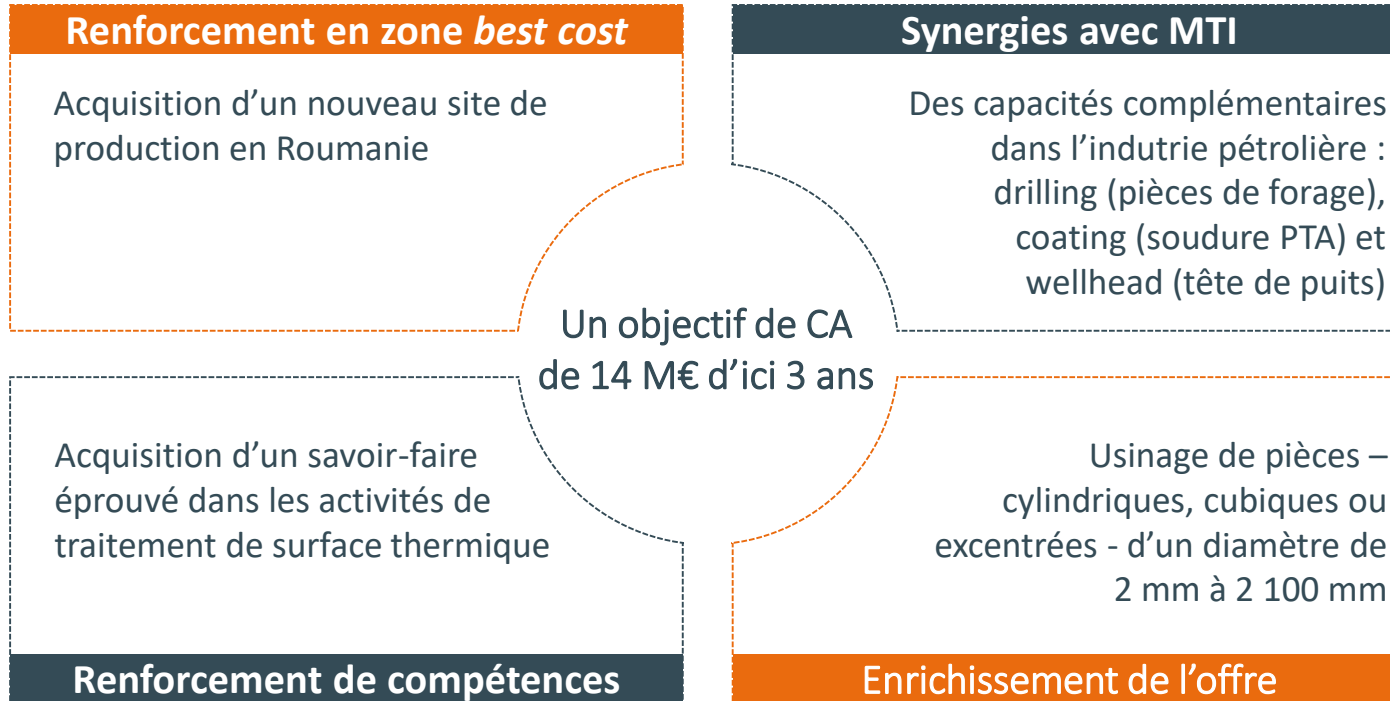 Renforcement en zone best cost
Acquisition d’un nouveau site de
production en Roumanie
Synergies avec MTI
Des capacités complémentaires
dans l’indutrie pétrolière :
drilling (pièces de forage),
coating (soudure PTA) et
wellhead (tête de puits)
Un objectif de CA
de 14 M€ d’ici 3 ans
Acquisition d’un savoir-faire
éprouvé dans les activités de
traitement de surface thermique
Renforcement de compétences
Usinage de pièces –
cylindriques, cubiques ou
excentrées - d’un diamètre de
2 mm à 2 100 mm
Enrichissement de l’offre